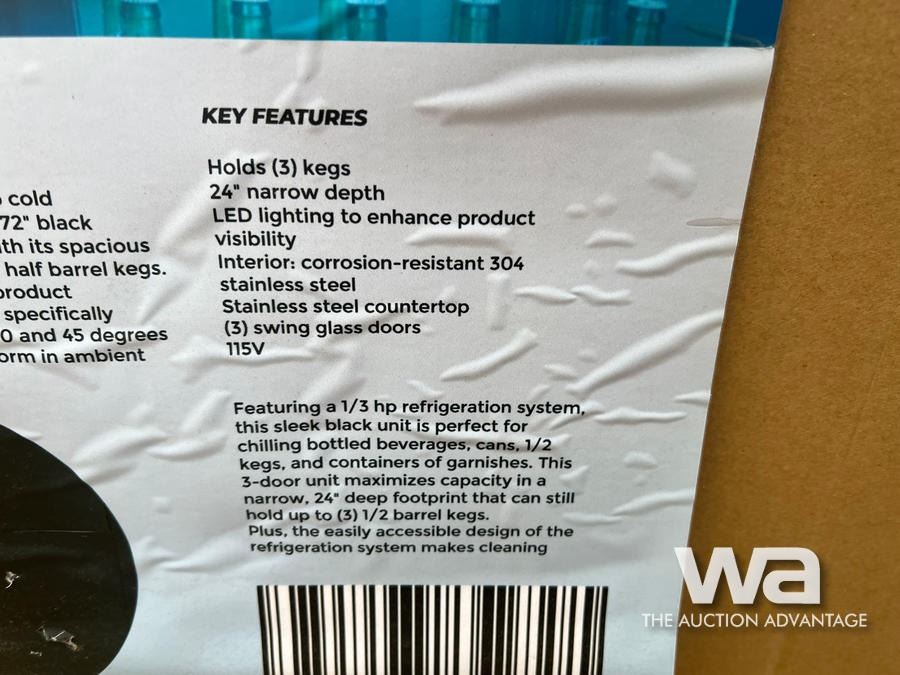 KEY FEATURES
Holds (3) kegs
24" narrow depth
LED lighting to enhance product
visibility
Interior: corrosion-resistant 304
stainless steel
Stainless steel countertop
(3) swing glass doors
115V
cold
72" black
its spacious
half barrel kegs.
product
specifically
and 45 degrees
in ambient
Featuring a 1/3 hp refrigeration system,
this sleek black unit is perfect for
chilling bottled beverages, cans, 1/2
kegs, and containers of garnishes. This
3-door unit maximizes capacity in a
narrow, 24" deep footprint that can still
hold up to (3) 1/2 barrel kegs.
Plus, the easily accessible design of the
refrigeration system makes cleaning
wa
THE AUCTION ADVANTAGE